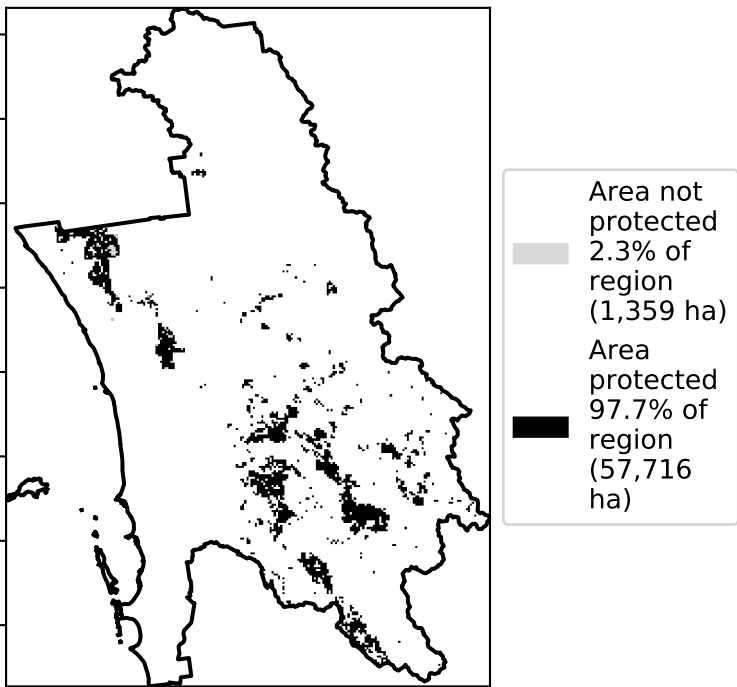 Area not
protected
2.3% of
region
(1,359 ha)
Area
protected
97.7% of
region
(57,716
ha)